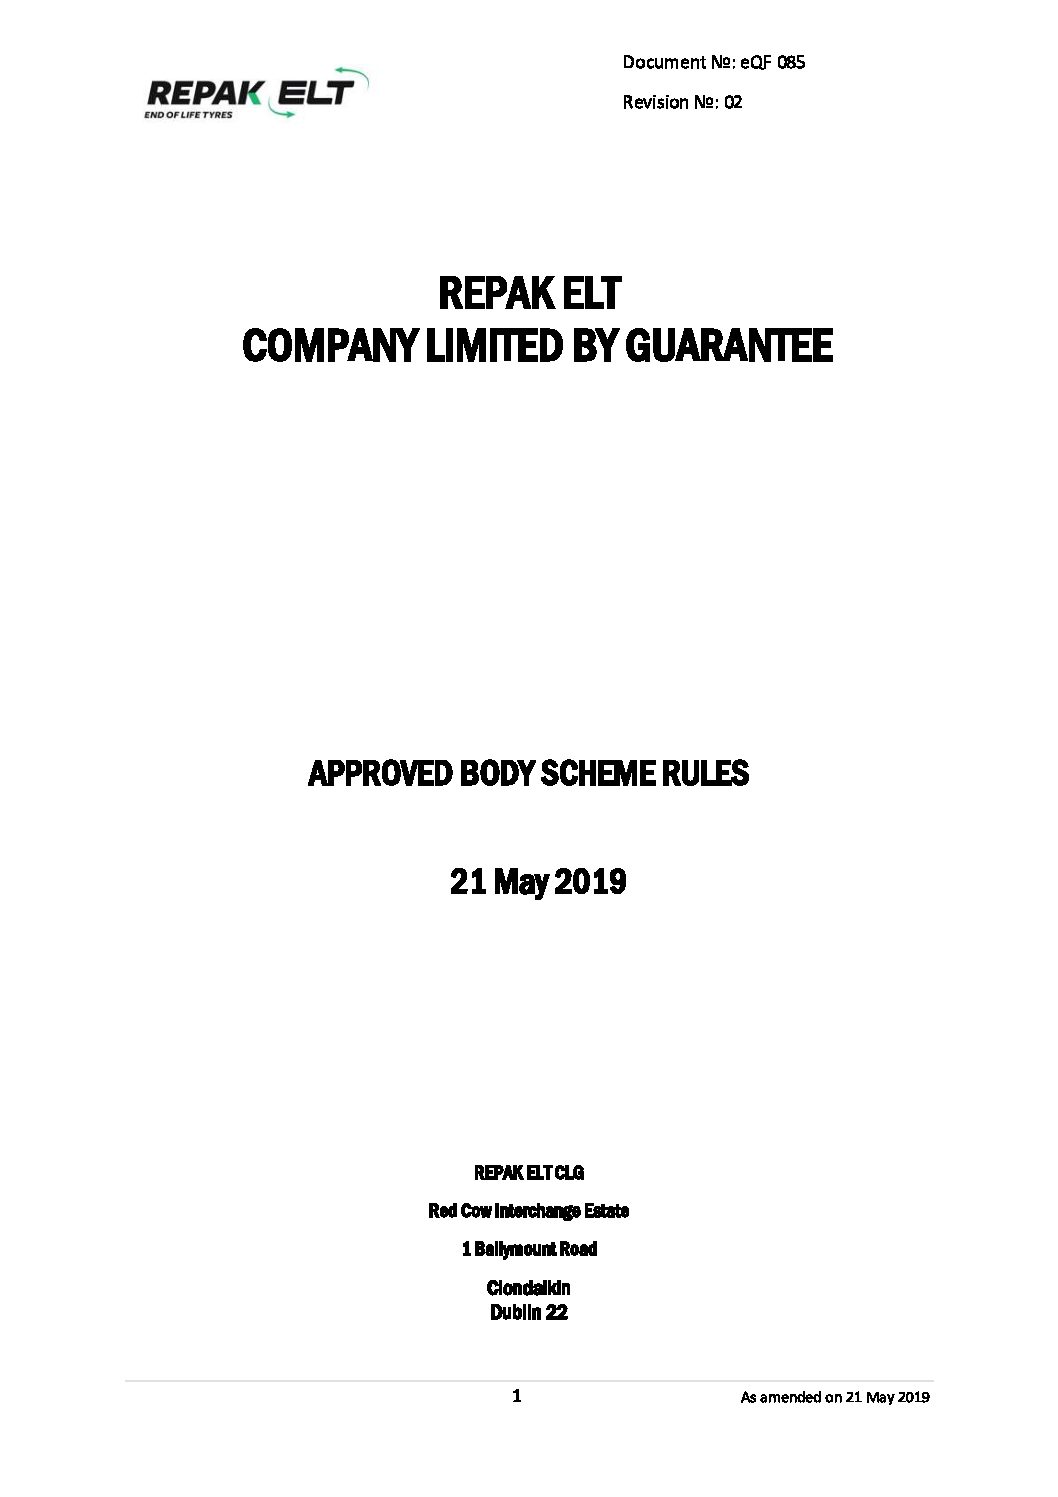 REPAK ELT
END OF LIFE TYRES
Document №: eQF 085
Revision №: 02
REPAK ELT
COMPANY LIMITED BY GUARANTEE
APPROVED BODY SCHEME RULES
21 May 2019
REPAK ELT CLG
Red Cow Interchange Estate
1 Ballymount Road
Clondalkin
Dublin 22
1
As amended on 21 May 2019